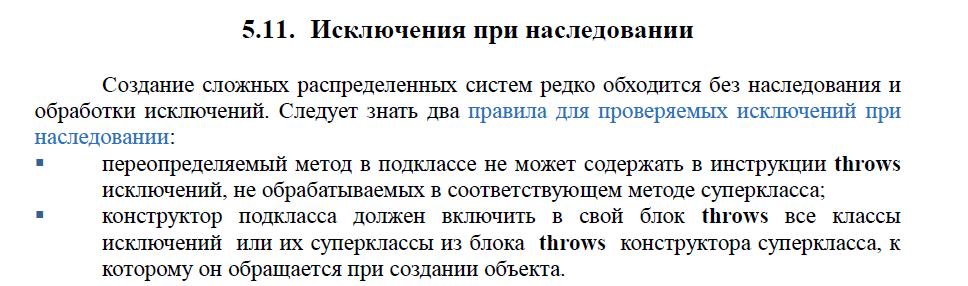 5.11. Исключения при наследовании
Создание сложных распределенных систем редко обходится без наследования и
обработки исключений. Следует знать два правила для проверяемых исключений при
наследовании:
▪ переопределяемый метод в подклассе не может содержать в инструкции throws
исключений, не обрабатываемых в соответствующем методе суперкласса;
▪ конструктор подкласса должен включить в свой блок throws все классы
исключений или их суперклассы из блока throws конструктора суперкласса, к
которому он обращается при создании объекта.